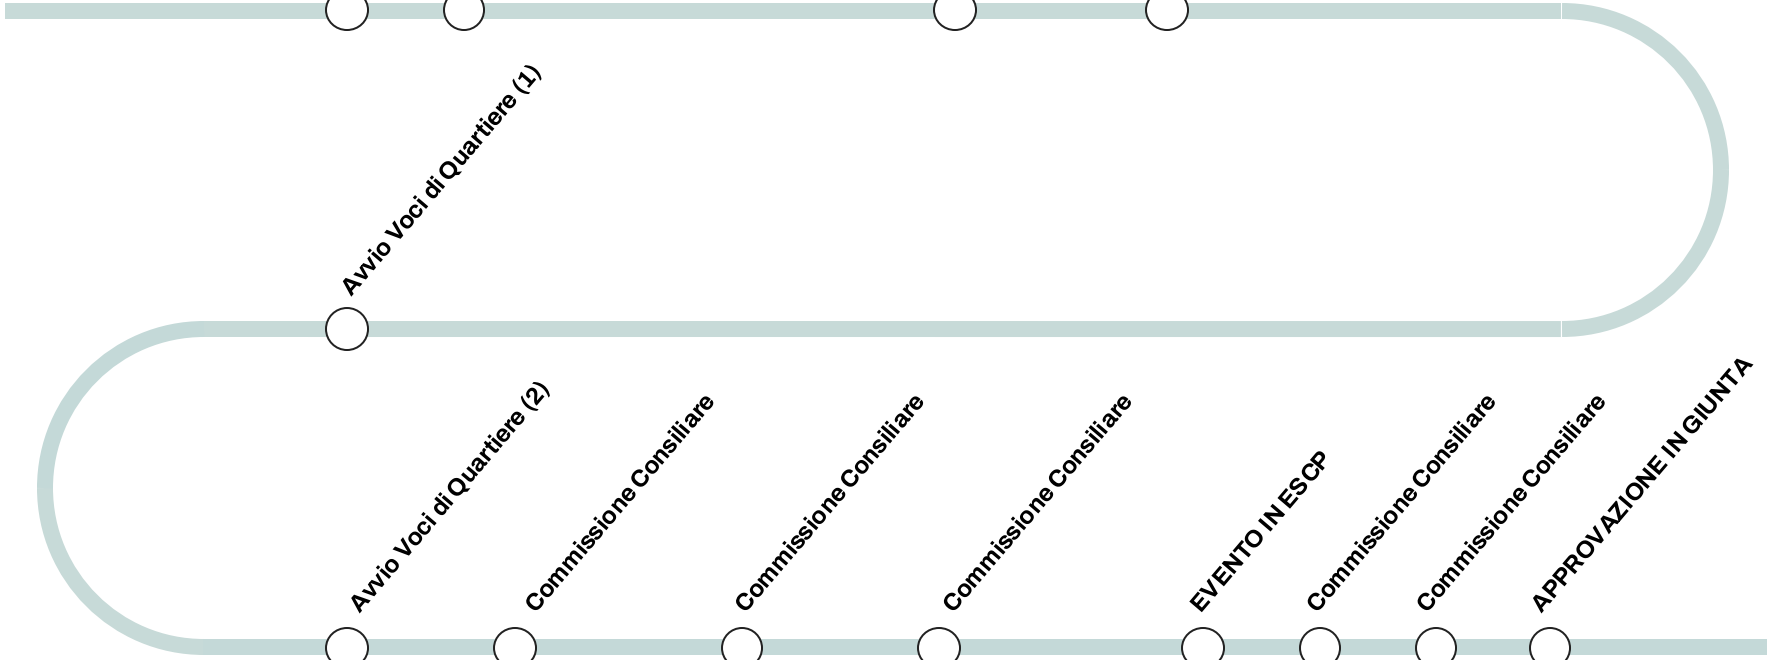 Avvio Voci di Quartiere (1)
Avvio Voci di Quartiere (2)
Commissione Consiliare
Commissione Consiliare
Commissione Consiliare
EVENTO IN ESCP
Commissione Consiliare
Commissione Consiliare
APPROVAZIONE IN GIUNTA